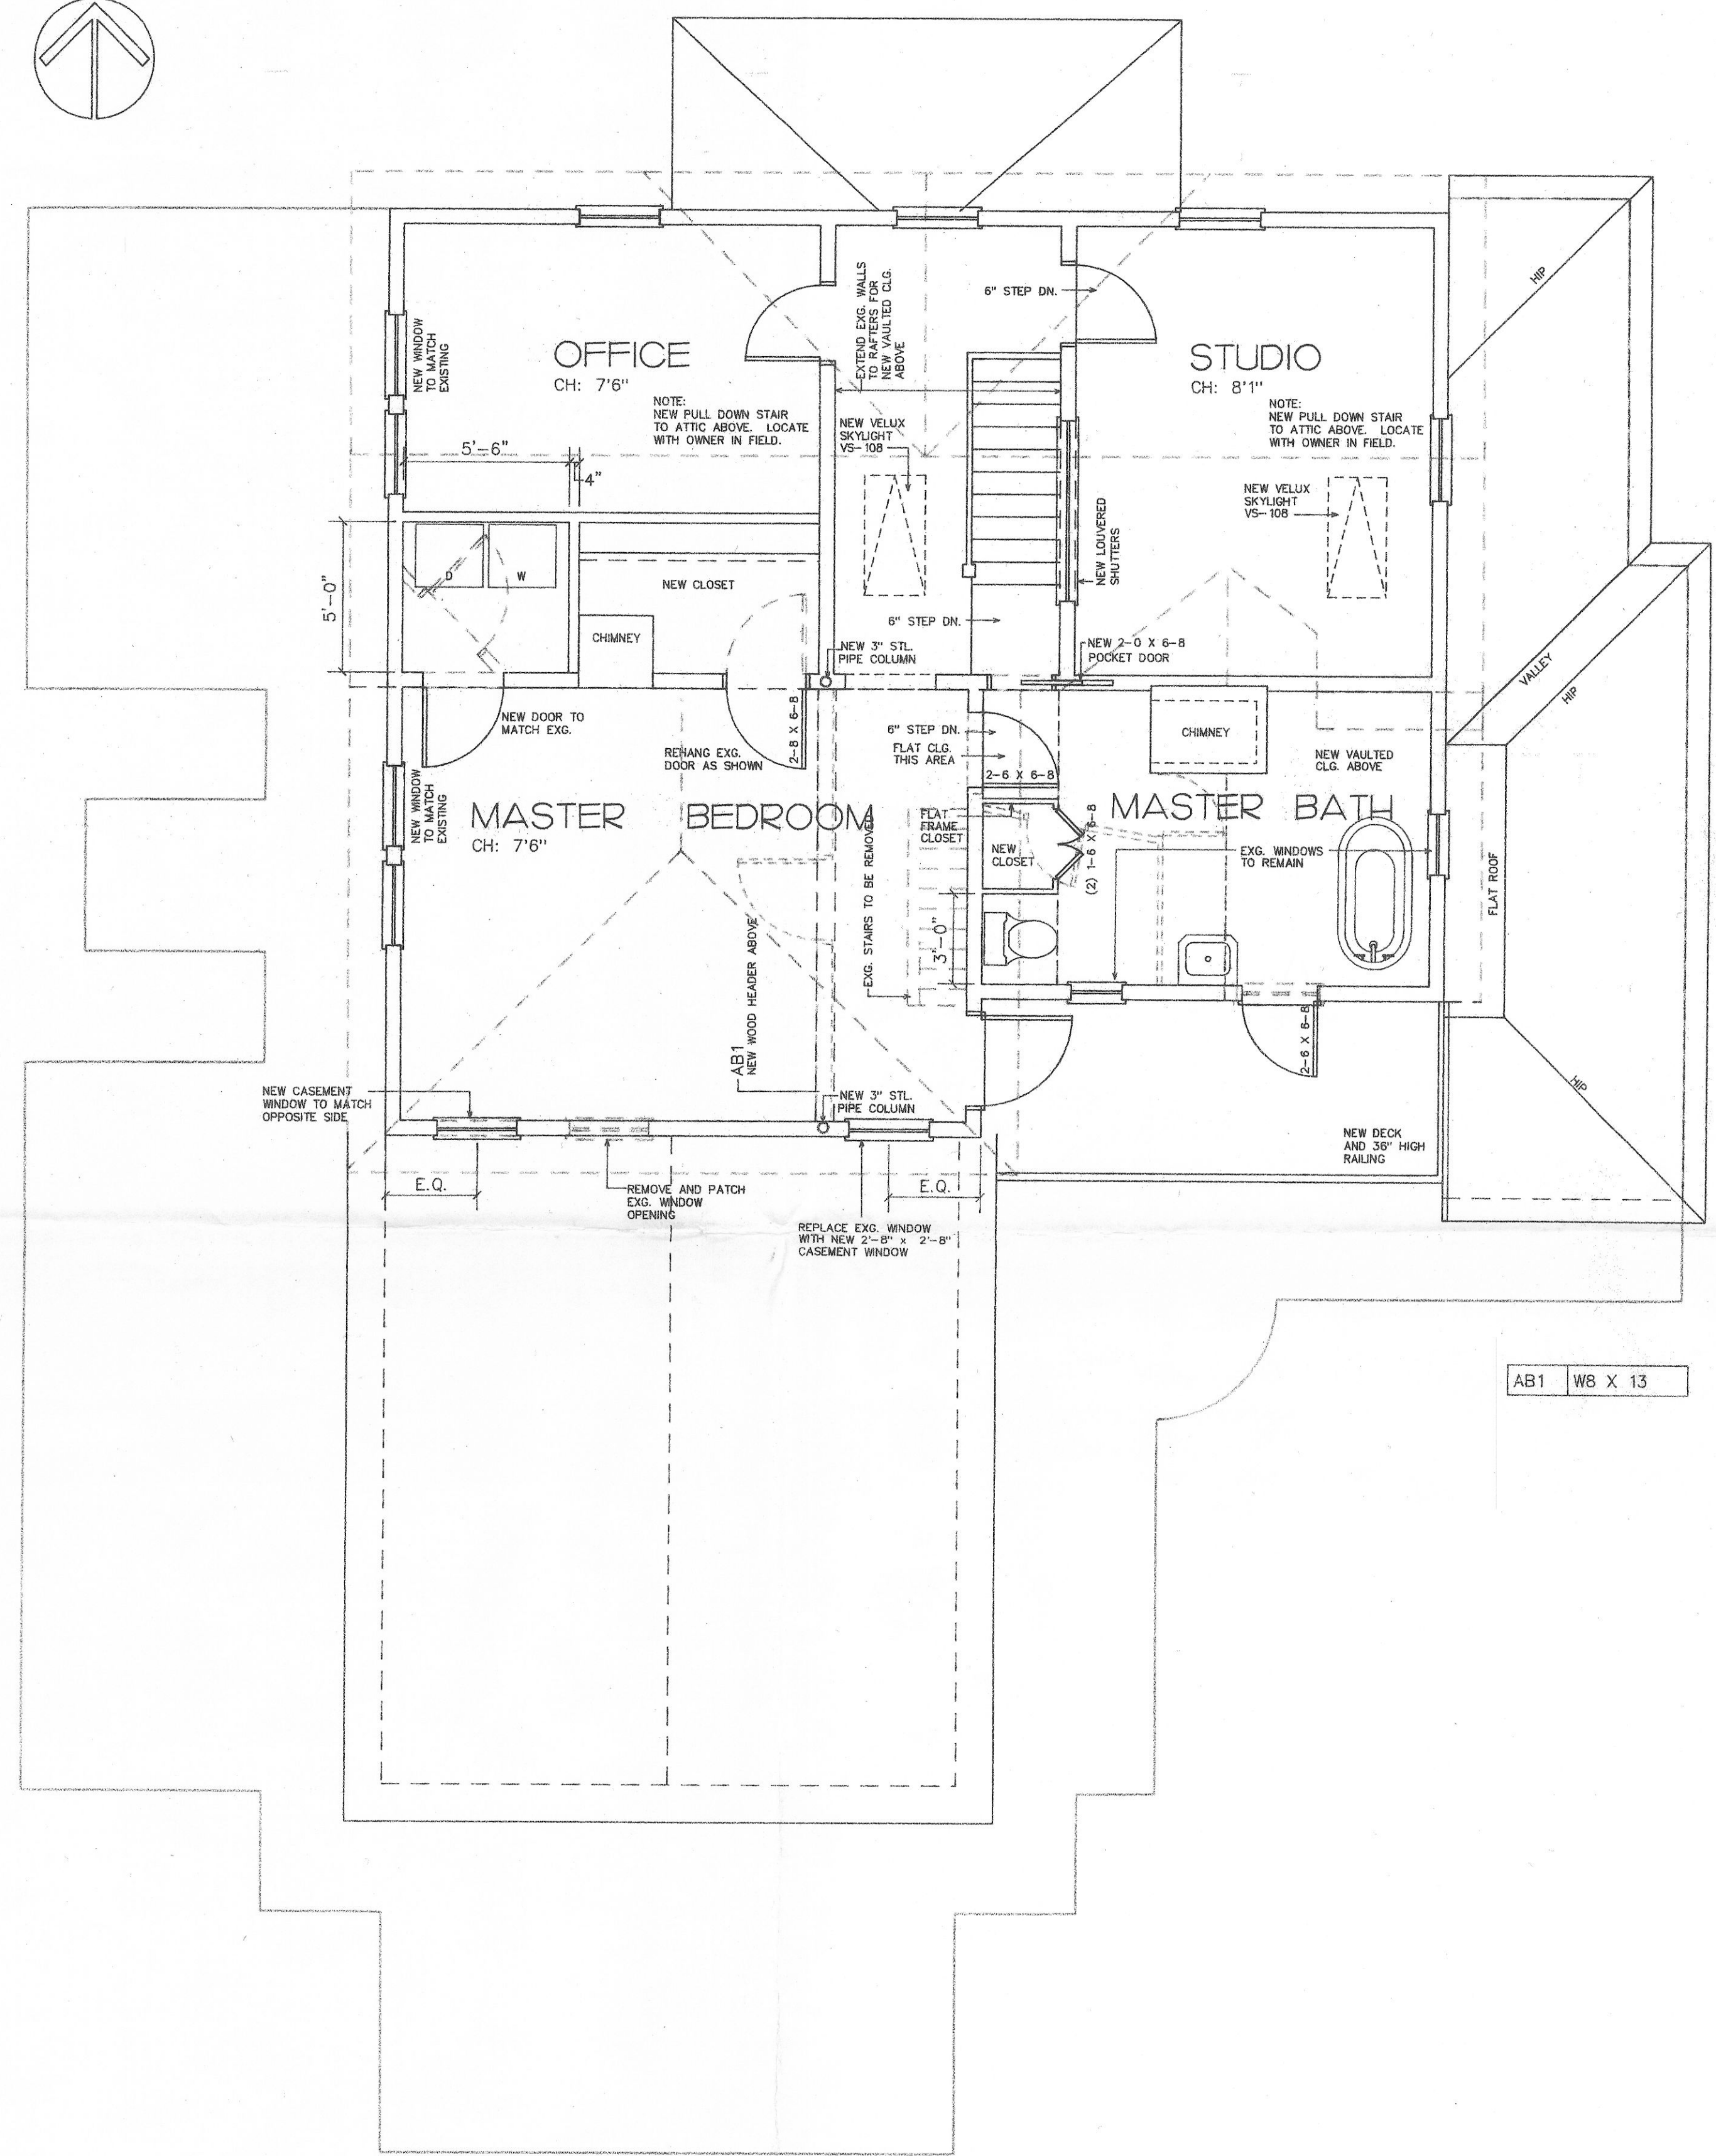 HIP
EXTEND EXG. WALLS
TO RAFTERS FOR
NEW VAULTED CLG.
ABOVE
6" STEP DN.
OFFICE
CH: 7'6"
NEW WINDOW
TO MATCH
EXISTING
NOTE:
NEW PULL DOWN STAIR
TO ATTIC ABOVE. LOCATE
WITH OWNER IN FIELD.
STUDIO
CH: 8'1"
NOTE:
NEW PULL DOWN STAIR
TO ATTIC ABOVE. LOCATE
WITH OWNER IN FIELD.
NEW VELUX
SKYLIGHT
VS-108
5'-6"
4"
NEW VELUX
SKYLIGHT
VS-108
NEW LOUVERED
SHUTTERS
5'-0"
D
W
NEW CLOSET
CHIMNEY
6" STEP DN.
NEW 3" STL.
PIPE COLUMN
NEW 2-0 X 6-8
POCKET DOOR
VALLEY
HIP
NEW DOOR TO
MATCH EXG.
REHANG EXG.
DOOR AS SHOWN
2-8 X 6-8
6" STEP DN.
FLAT CLG.
THIS AREA
2-6 X 6-8
CHIMNEY
NEW VAULTED
CLG. ABOVE
NEW WINDOW
TO MATCH
EXISTING
MASTER BEDROOM
CH: 7'6"
FLAT
FRAME
CLOSET
NEW
CLOSET
(2) 1-6 X 6-8
MASTER BATH
EXG. WINDOWS
TO REMAIN
FLAT ROOF
EXG. STAIRS TO BE REMOVED
3'-0"
AB1
NEW WOOD HEADER ABOVE
2-6 X 6-8
NEW CASEMENT
WINDOW TO MATCH
OPPOSITE SIDE
NEW 3" STL.
PIPE COLUMN
HIP
NEW DECK
AND 36" HIGH
RAILING
E.Q.
REMOVE AND PATCH
EXG. WINDOW
OPENING
E.Q.
REPLACE EXG. WINDOW
WITH NEW 2'-8" x 2'-8"
CASEMENT WINDOW
AB1 W8 X 13